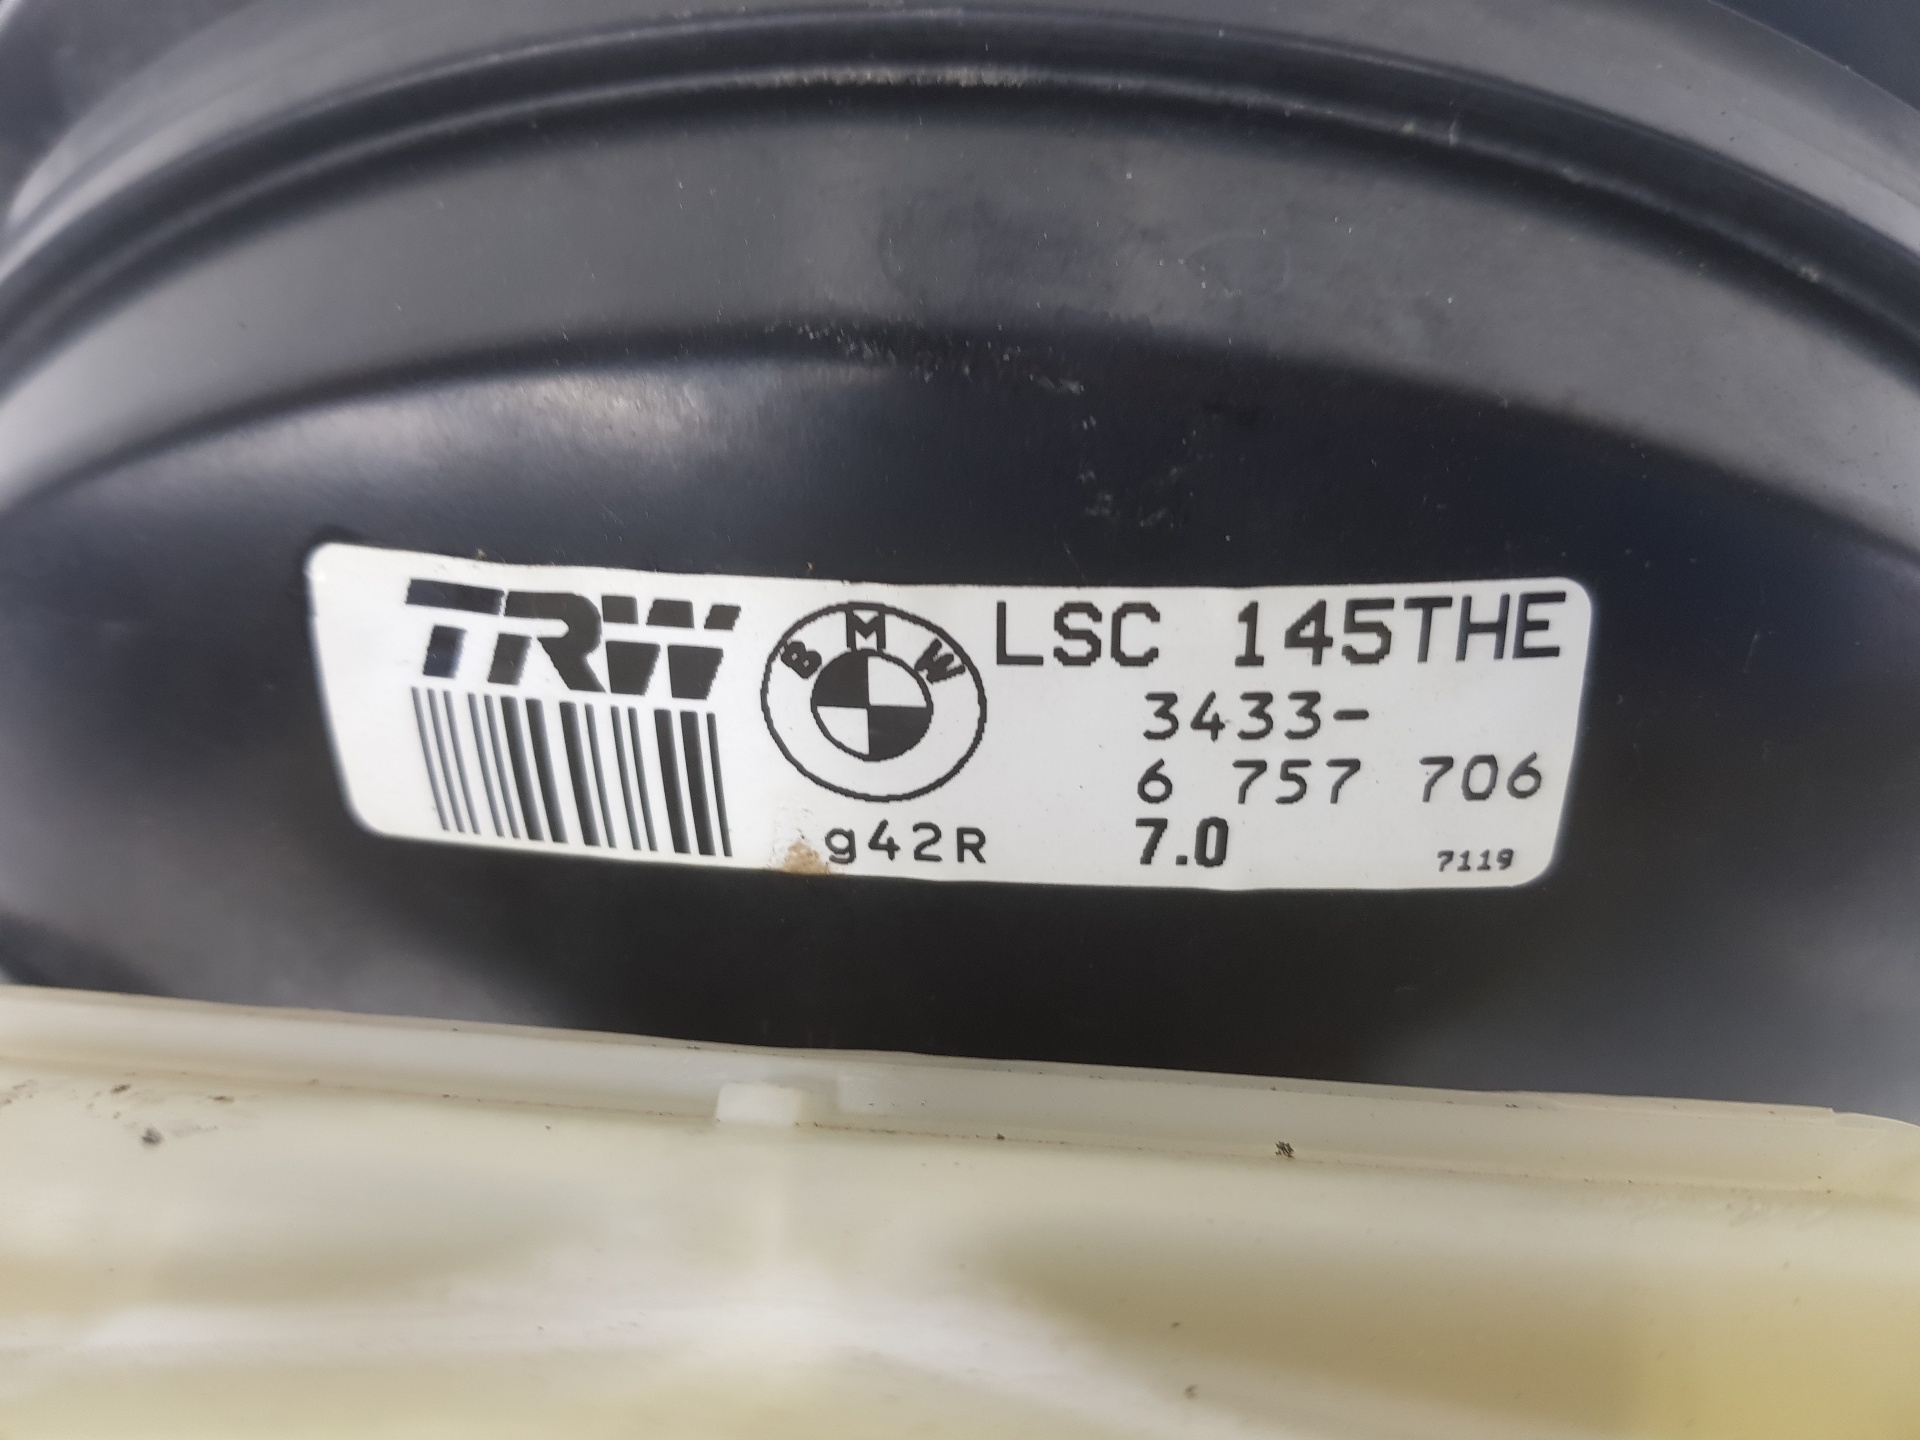 TRW
BMW
LSC 145THE
3433-
6 757 706
g42R 7.0 7119